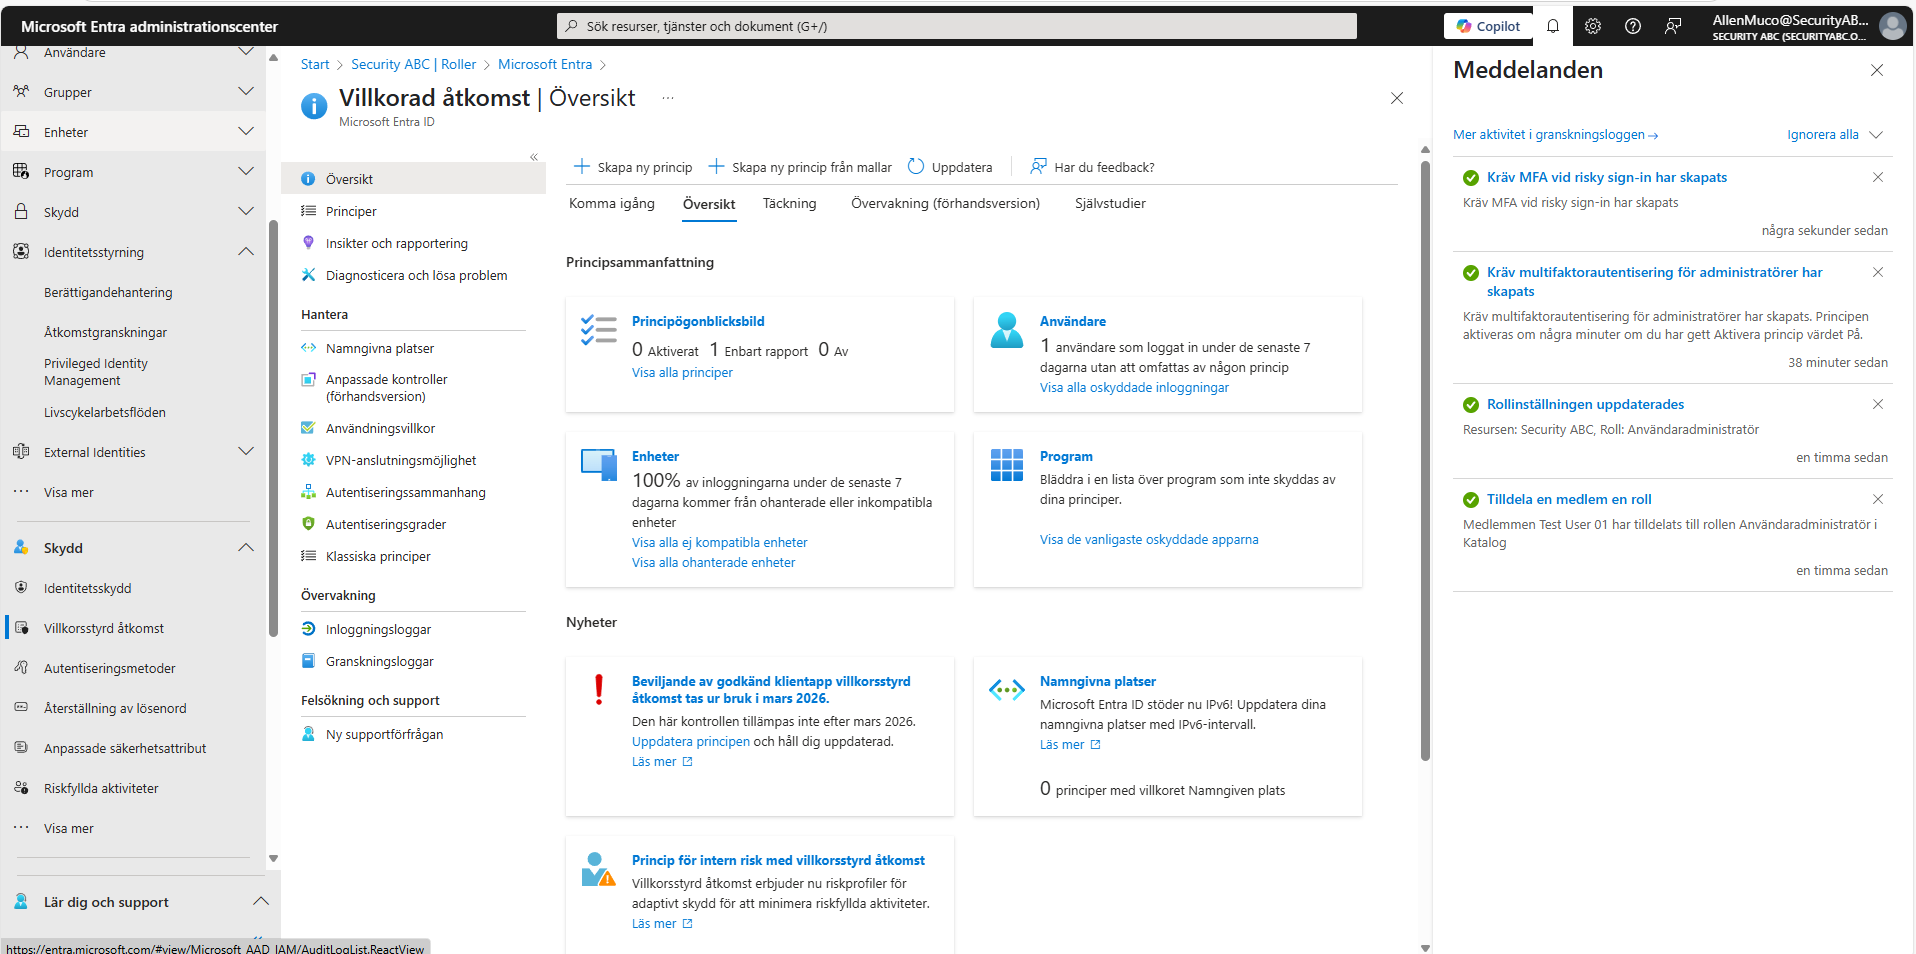 Microsoft Entra administrationscenter
Sök resurser, tjänster och dokument (G+/)
Copilot
AllenMuco@SecurityAB...
SECURITY ABC (SECURITYABC.O...
Användare
Grupper
Enheter
Program
Skydd
Identitetsstyrning
Berättigandehantering
Åtkomstgranskningar
Privileged Identity
Management
Livscykelarbetsflöden
External Identities
Visa mer
Skydd
Identitetsskydd
Villkorsstyrd åtkomst
Autentiseringsmetoder
Återställning av lösenord
Anpassade säkerhetsattribut
Riskfyllda aktiviteter
Visa mer
Lär dig och support
https://entra.microsoft.com/#view/Microsoft_AAD_IAM/AuditLogList.ReactView
Start > Security ABC | Roller > Microsoft Entra >
Villkorad åtkomst | Översikt ...
Microsoft Entra ID
«
Översikt
Principer
Insikter och rapportering
Diagnosticera och lösa problem
Hantera
Namngivna platser
Anpassade kontroller
(förhandsversion)
Användningsvillkor
VPN-anslutningsmöjlighet
Autentiseringssammanhang
Autentiseringsgrader
Klassiska principer
Övervakning
Inloggningsloggar
Granskningsloggar
Felsökning och support
Ny supportförfrågan
Skapa ny princip Skapa ny princip från mallar Uppdatera Har du feedback?
Komma igång Översikt Täckning Övervakning (förhandsversion) Självstudier
Principsammanfattning
Principögonblicksbild
0 Aktiverat 1 Enbart rapport 0 Av
Visa alla principer
Användare
1 användare som loggat in under de senaste 7
dagarna utan att omfattas av någon princip
Visa alla oskyddade inloggningar
Enheter
100% av inloggningarna under de senaste 7
dagarna kommer från ohanterade eller inkompatibla
enheter
Visa alla ej kompatibla enheter
Visa alla ohanterade enheter
Program
Bläddra i en lista över program som inte skyddas av
dina principer.
Visa de vanligaste oskyddade apparna
Nyheter
Beviljande av godkänd klientapp villkorsstyrd
åtkomst tas ur bruk i mars 2026.
Den här kontrollen tillämpas inte efter mars 2026.
Uppdatera principen och håll dig uppdaterad.
Läs mer
Namngivna platser
Microsoft Entra ID stöder nu IPv6! Uppdatera dina
namngivna platser med IPv6-intervall.
Läs mer
0 principer med villkoret Namngiven plats
Princip för intern risk med villkorsstyrd åtkomst
Villkorsstyrd åtkomst erbjuder nu riskprofiler för
adaptivt skydd för att minimera riskfyllda aktiviteter.
Läs mer
Meddelanden
Mer aktivitet i granskningsloggen → Ignorera alla
Kräv MFA vid risky sign-in har skapats
Kräv MFA vid risky sign-in har skapats
några sekunder sedan
Kräv multifaktorautentisering för administratörer har
skapats
Kräv multifaktorautentisering för administratörer har skapats. Principen
aktiveras om några minuter om du har gett Aktivera princip värdet På.
38 minuter sedan
Rollinställningen uppdaterades
Resursen: Security ABC, Roll: Användaradministratör
en timma sedan
Tilldela en medlem en roll
Medlemmen Test User 01 har tilldelats till rollen Användaradministratör i
Katalog
en timma sedan